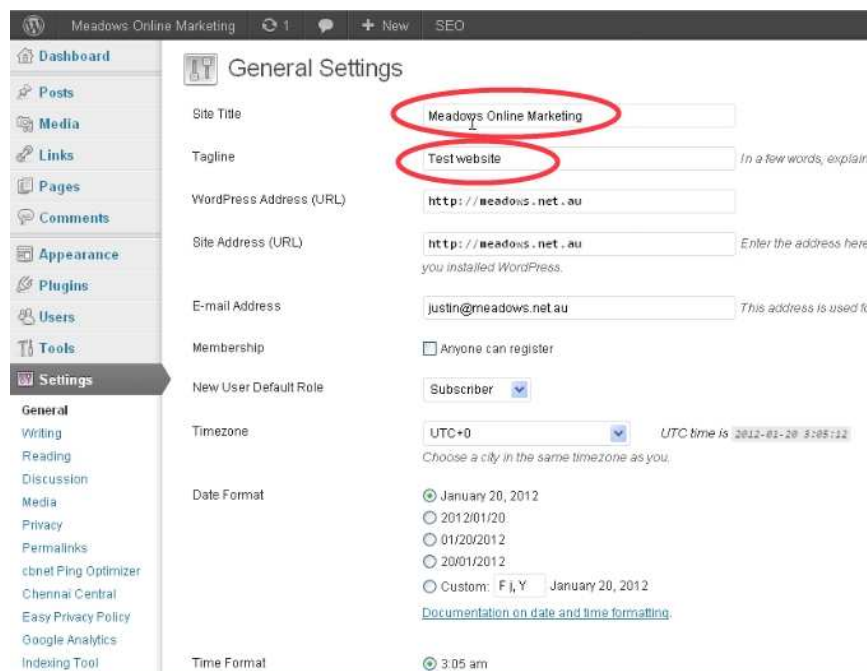 Meadows Online Marketing 1 + New SEO
Dashboard
Posts
Media
Links
Pages
Comments
Appearance
Plugins
Users
Tools
Settings
General
Writing
Reading
Discussion
Media
Privacy
Permalinks
cbnet Ping Optimizer
Chennai Central
Easy Privacy Policy
Google Analytics
Indexing Tool
General Settings
Site Title Meadows Online Marketing
Tagline Test website In a few words, explain
WordPress Address (URL) http://meadows.net.au
Site Address (URL) http://meadows.net.au Enter the address here
you installed WordPress.
E-mail Address justin@meadows.net.au This address is used fo
Membership Anyone can register
New User Default Role Subscriber
Timezone UTC+0 UTC time is 2012-01-20 3:05:12
Choose a city in the same timezone as you.
Date Format January 20, 2012
2012/01/20
01/20/2012
20/01/2012
Custom: F j, Y January 20, 2012
Documentation on date and time formatting.
Time Format 3:05 am